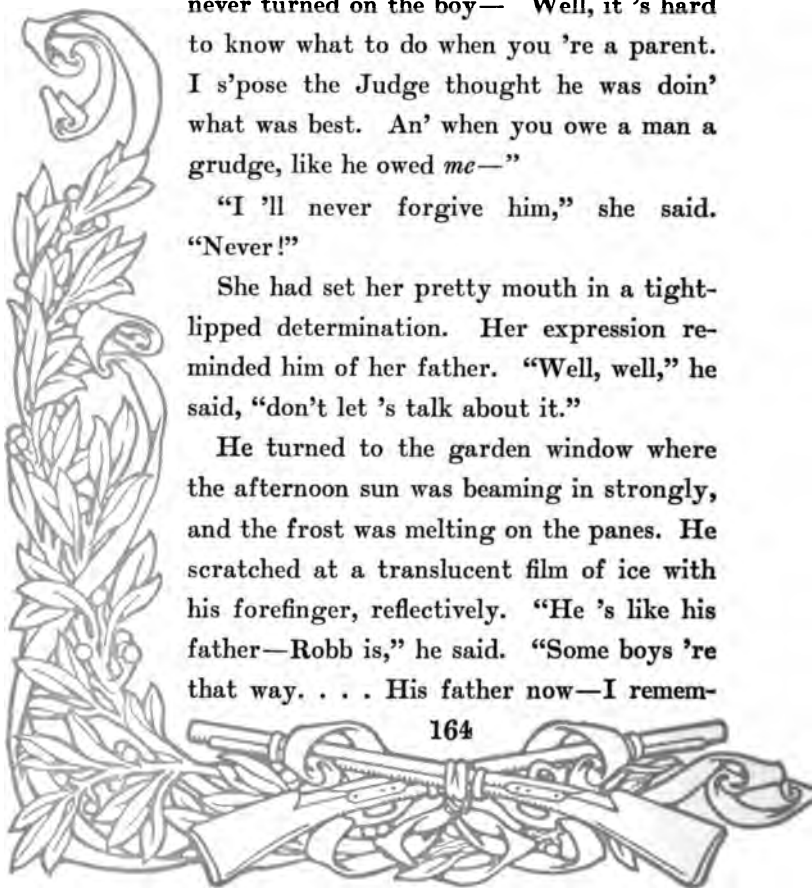 never turned on the boy— Well, it 's hard
to know what to do when you 're a parent.
I s'pose the Judge thought he was doin'
what was best. An' when you owe a man a
grudge, like he owed me—"
"I 'll never forgive him," she said.
"Never!"
She had set her pretty mouth in a tight-
lipped determination. Her expression re-
minded him of her father. "Well, well," he
said, "don't let 's talk about it."
He turned to the garden window where
the afternoon sun was beaming in strongly,
and the frost was melting on the panes. He
scratched at a translucent film of ice with
his forefinger, reflectively. "He 's like his
father—Robb is," he said. "Some boys 're
that way. . . . His father now—I remem-
164